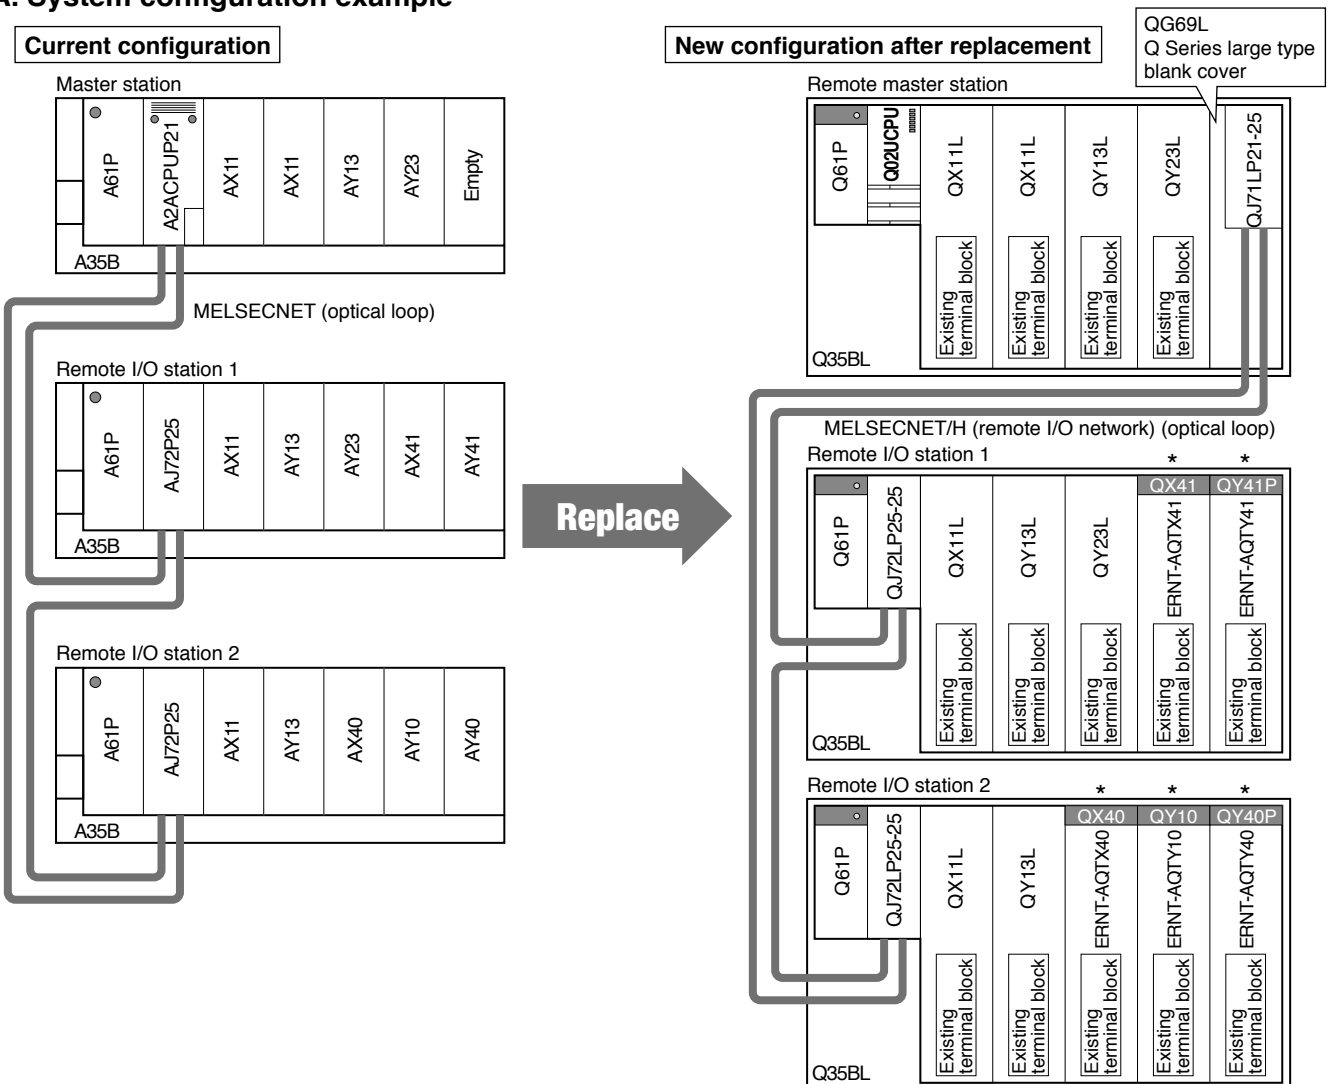 A. System configuration example
Current configuration
Master station
A61P
A2ACPUP21
AX11
AX11
AY13
AY23
Empty
A35B
MELSECNET (optical loop)
Remote I/O station 1
A61P
AJ72P25
AX11
AY13
AY23
AX41
AY41
A35B
Remote I/O station 2
A61P
AJ72P25
AX11
AY13
AX40
AY10
AY40
A35B
Replace
New configuration after replacement
QG69L
Q Series large type
blank cover
Remote master station
Q61P
Q02UCPU
QX11L
QX11L
QY13L
QY23L
QJ71LP21-25
Existing
terminal block
Existing
terminal block
Existing
terminal block
Existing
terminal block
Q35BL
MELSECNET/H (remote I/O network) (optical loop)
Remote I/O station 1
* *
QX41
QY41P
Q61P
QJ72LP25-25
QX11L
QY13L
QY23L
ERNT-AQTX41
ERNT-AQTY41
Existing
terminal block
Existing
terminal block
Existing
terminal block
Existing
terminal block
Existing
terminal block
Q35BL
Remote I/O station 2
* * *
QX40
QY10
QY40P
Q61P
QJ72LP25-25
QX11L
QY13L
ERNT-AQTX40
ERNT-AQTY10
ERNT-AQTY40
Existing
terminal block
Existing
terminal block
Existing
terminal block
Existing
terminal block
Existing
terminal block
Q35BL